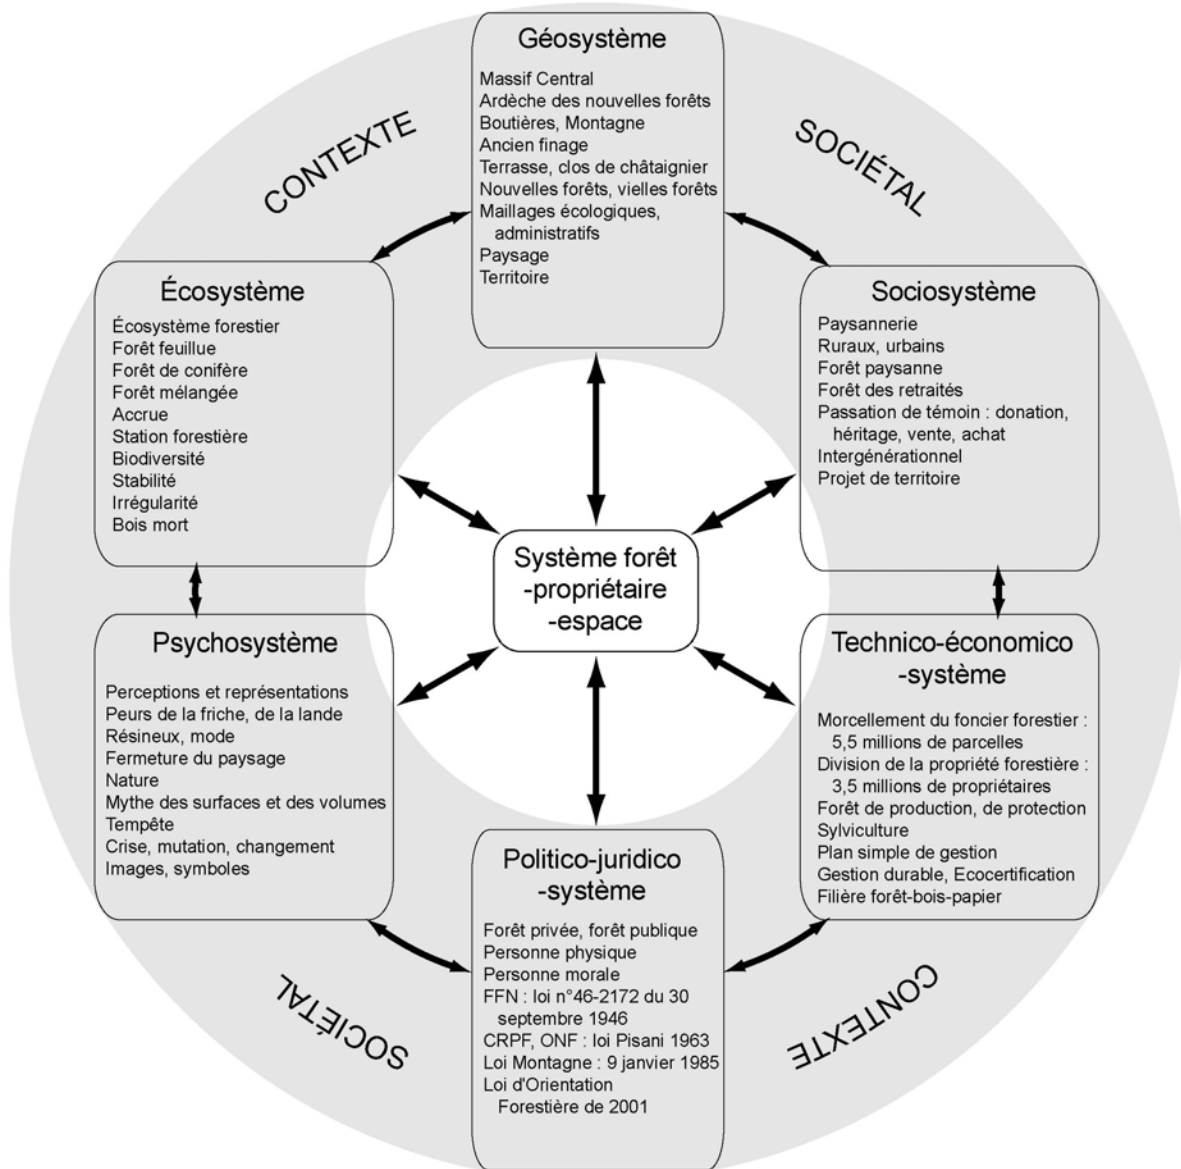 CONTEXTE
SOCIÉTAL
Géosystème
Massif Central
Ardèche des nouvelles forêts
Boutières, Montagne
Ancien finage
Terrasse, clos de châtaignier
Nouvelles forêts, vielles forêts
Maillages écologiques,
administratifs
Paysage
Territoire
Écosystème
Écosystème forestier
Forêt feuillue
Forêt de conifère
Forêt mélangée
Accrue
Station forestière
Biodiversité
Stabilité
Irrégularité
Bois mort
Sociosystème
Paysannerie
Ruraux, urbains
Forêt paysanne
Forêt des retraités
Passation de témoin : donation,
héritage, vente, achat
Intergénérationnel
Projet de territoire
Système forêt
-propriétaire
-espace
Psychosystème
Perceptions et représentations
Peurs de la friche, de la lande
Résineux, mode
Fermeture du paysage
Nature
Mythe des surfaces et des volumes
Tempête
Crise, mutation, changement
Images, symboles
Technico-économico
-système
Morcellement du foncier forestier :
5,5 millions de parcelles
Division de la propriété forestière :
3,5 millions de propriétaires
Forêt de production, de protection
Sylviculture
Plan simple de gestion
Gestion durable, Ecocertification
Filière forêt-bois-papier
Politico-juridico
-système
Forêt privée, forêt publique
Personne physique
Personne morale
FFN : loi n°46-2172 du 30
septembre 1946
CRPF, ONF : loi Pisani 1963
Loi Montagne : 9 janvier 1985
Loi d'Orientation
Forestière de 2001
SOCIÉTAL
CONTEXTE